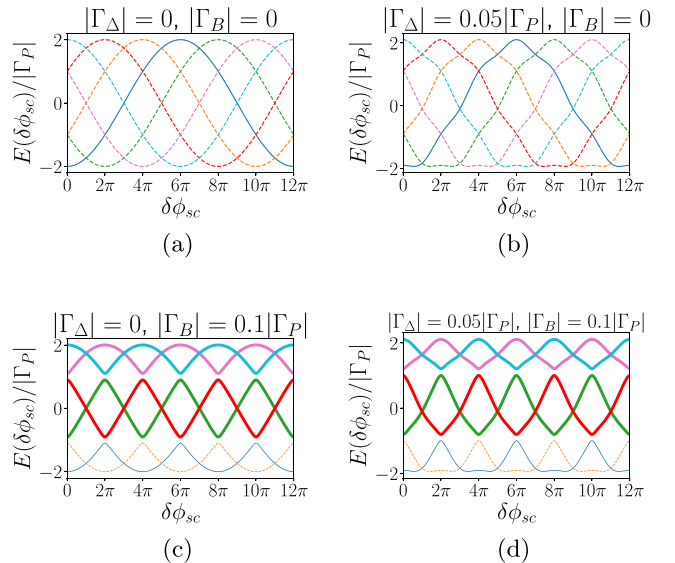 |Γ_Δ| = 0, |Γ_B| = 0
E(δϕ_sc)/|Γ_P|
2
0
−2
0 2π 4π 6π 8π 10π 12π
δϕ_sc
(a)
|Γ_Δ| = 0.05|Γ_P|, |Γ_B| = 0
E(δϕ_sc)/|Γ_P|
2
0
−2
0 2π 4π 6π 8π 10π 12π
δϕ_sc
(b)
|Γ_Δ| = 0, |Γ_B| = 0.1|Γ_P|
E(δϕ_sc)/|Γ_P|
2
0
−2
0 2π 4π 6π 8π 10π 12π
δϕ_sc
(c)
|Γ_Δ| = 0.05|Γ_P|, |Γ_B| = 0.1|Γ_P|
E(δϕ_sc)/|Γ_P|
2
0
−2
0 2π 4π 6π 8π 10π 12π
δϕ_sc
(d)